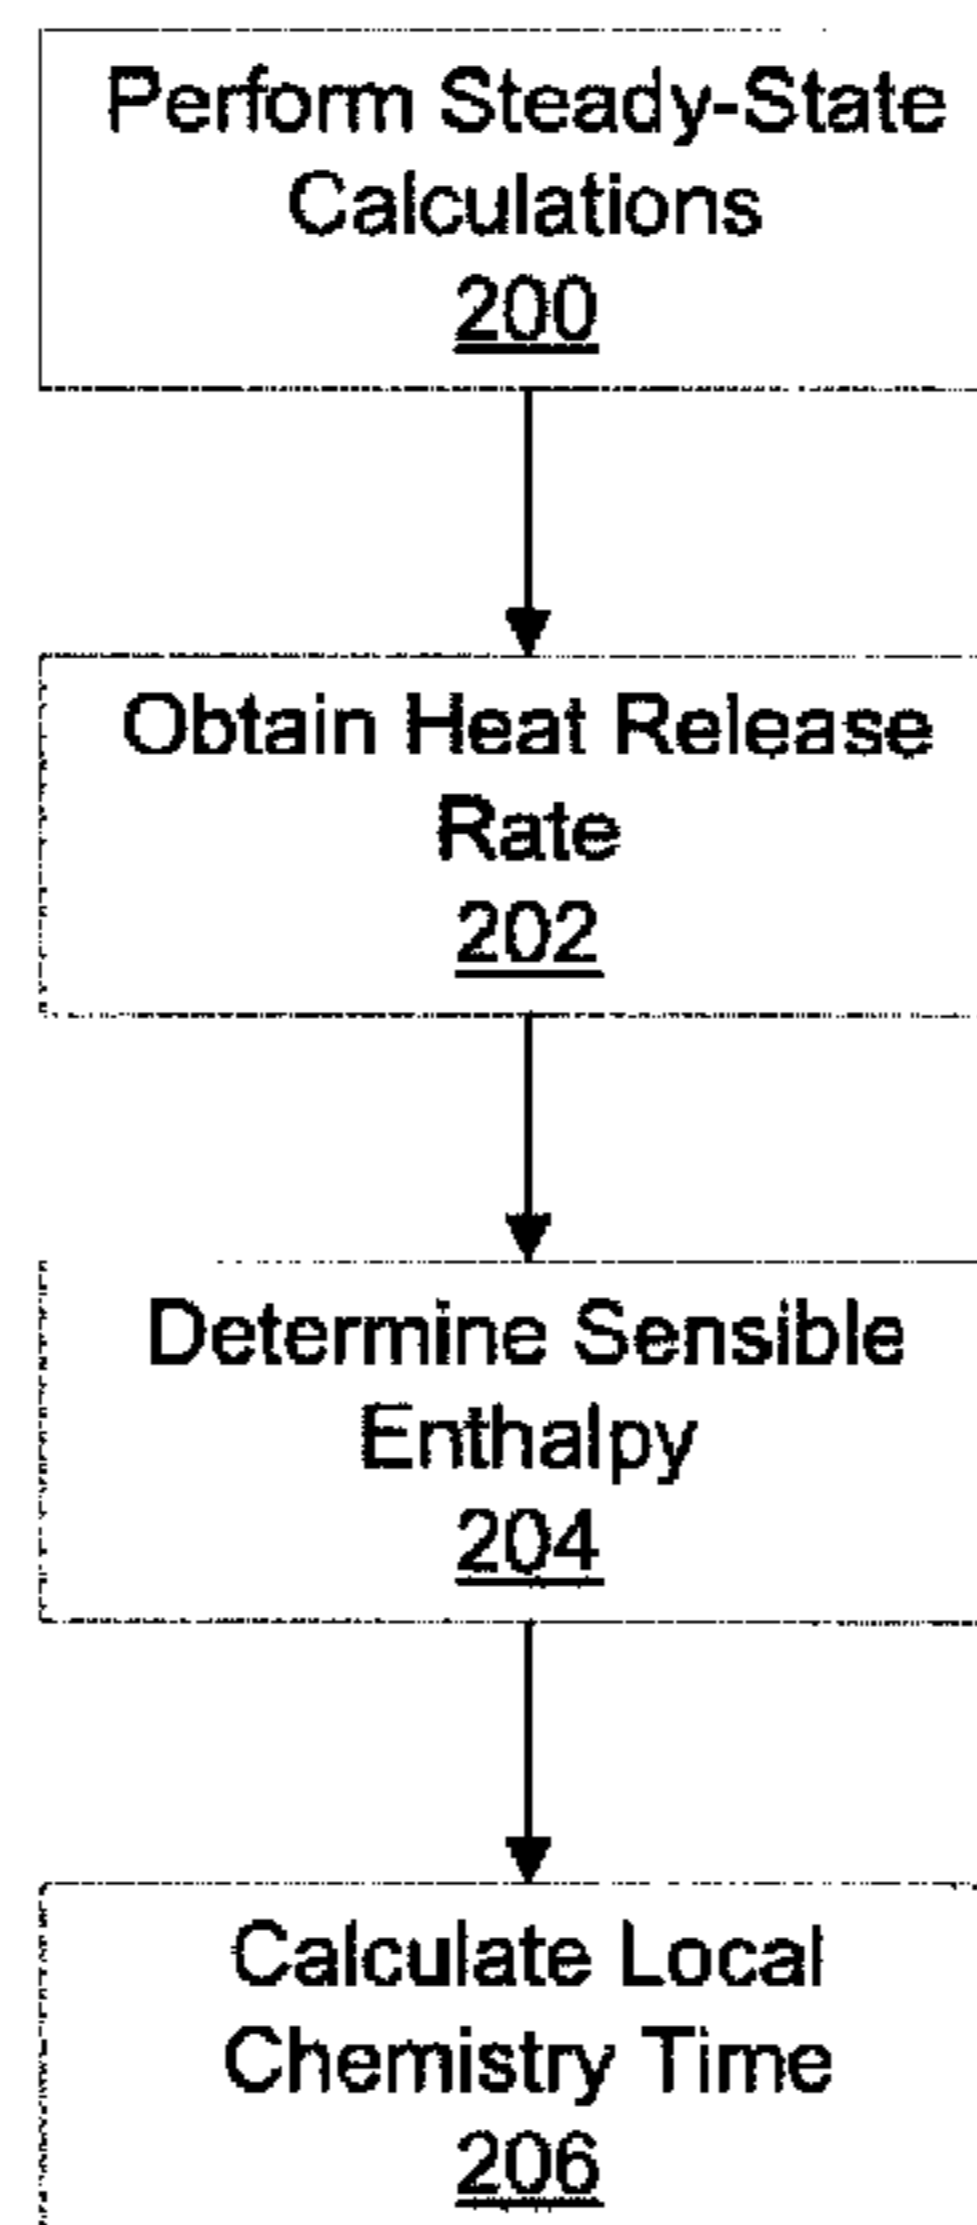 Perform Steady-State
Calculations
200
Obtain Heat Release
Rate
202
Determine Sensible
Enthalpy
204
Calculate Local
Chemistry Time
206